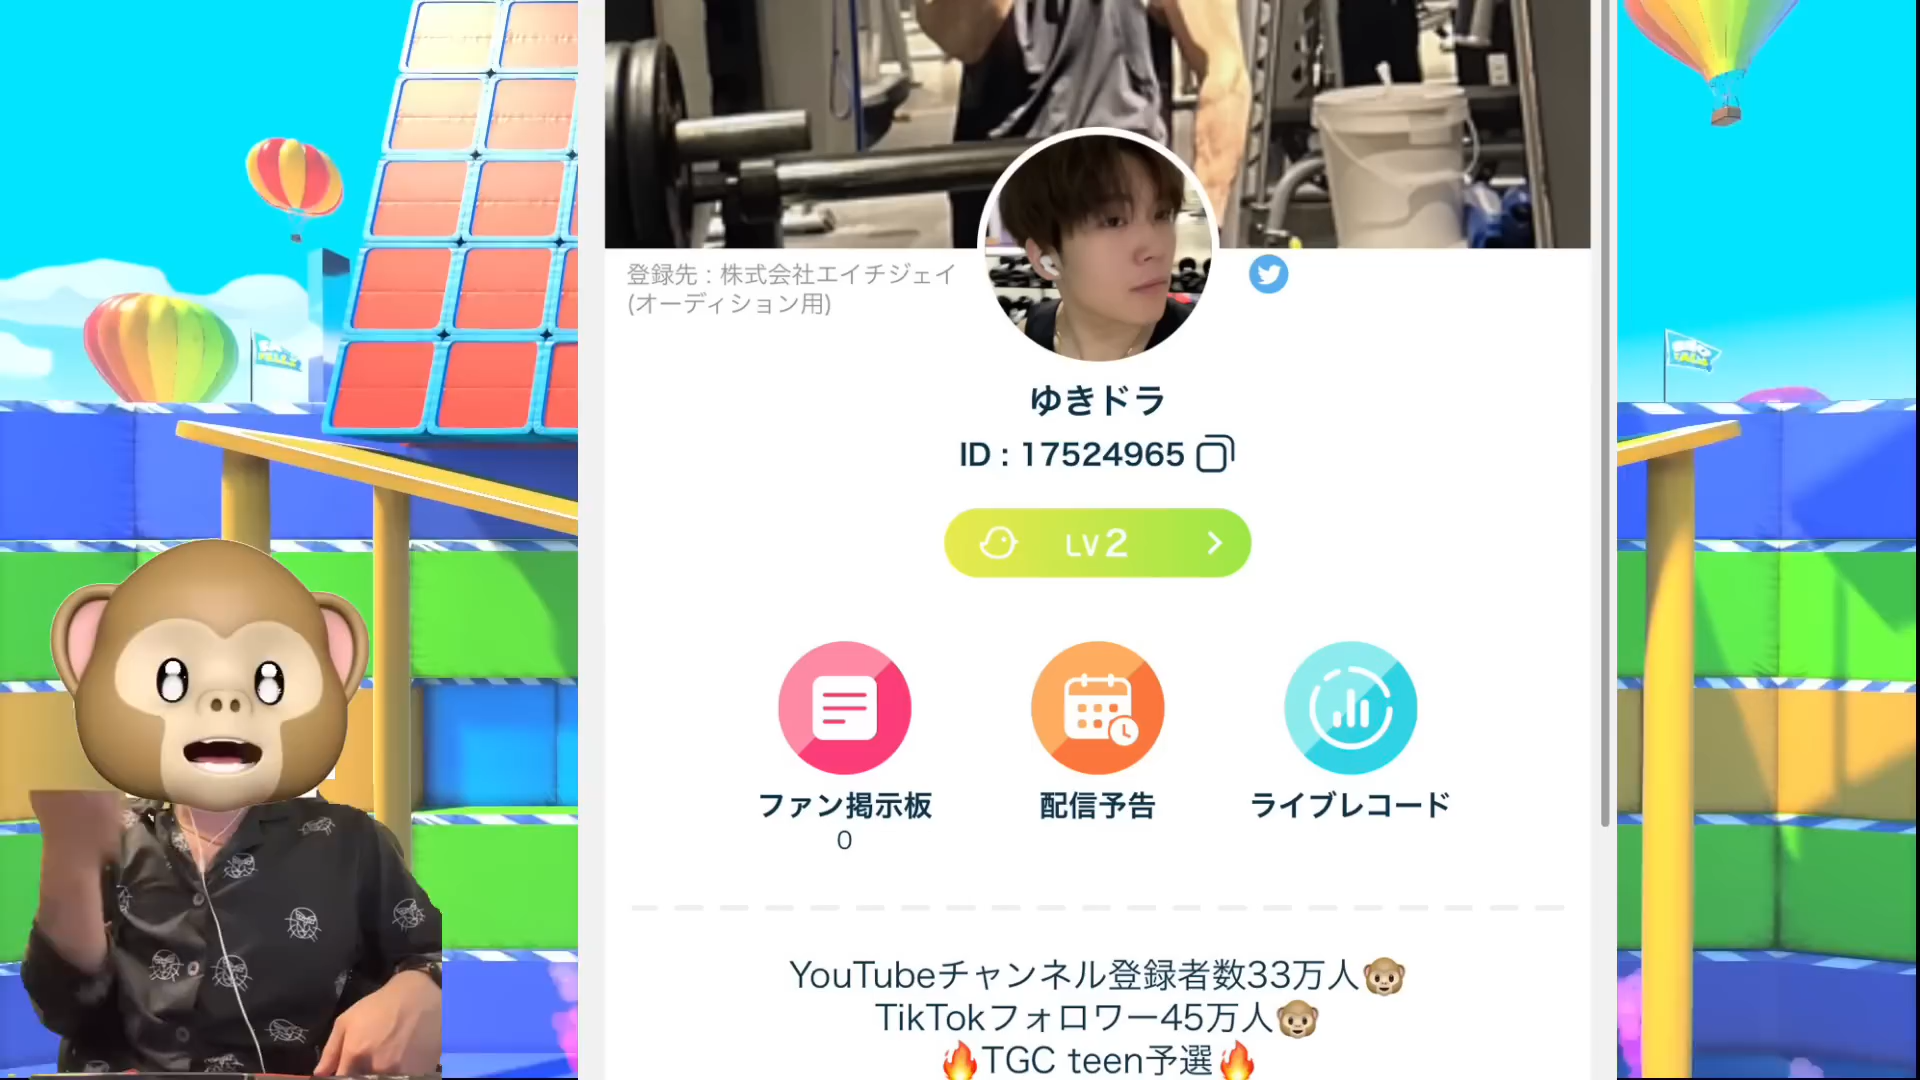 登録先 : 株式会社エイチジェイ
(オーディション用)
ゆきドラ
ID : 17524965
LV 2
ファン掲示板
0
配信予告
ライブレコード
YouTubeチャンネル登録者数33万人🐵
TikTokフォロワー45万人🐵
🔥TGC teen予選🔥